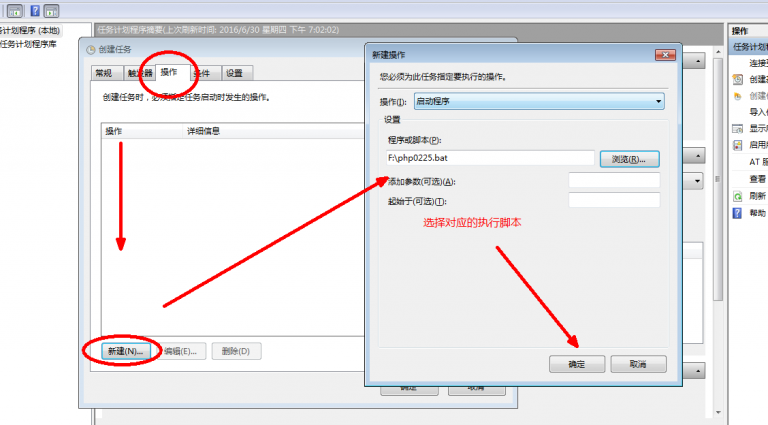 务计划程序 (本地)
任务计划程序库
任务计划程序摘要(上次刷新时间: 2016/6/30 星期四 下午 7:02:02)
创建任务
常规 触发器 操作 条件 设置
创建任务时，必须指定任务启动时发生的操作。
操作 详细信息
新建(N)... 编辑(E)... 删除(D)
确定 取消
新建操作
您必须为此任务指定要执行的操作。
操作(I): 启动程序
设置
程序或脚本(P):
F:\php0225.bat 浏览(R)...
添加参数(可选)(A):
起始于(可选)(T):
选择对应的执行脚本
确定 取消
操作
任务计划程
连接到
创建基
创建任
导入任
显示所
启用所
AT 服
查看
刷新
帮助